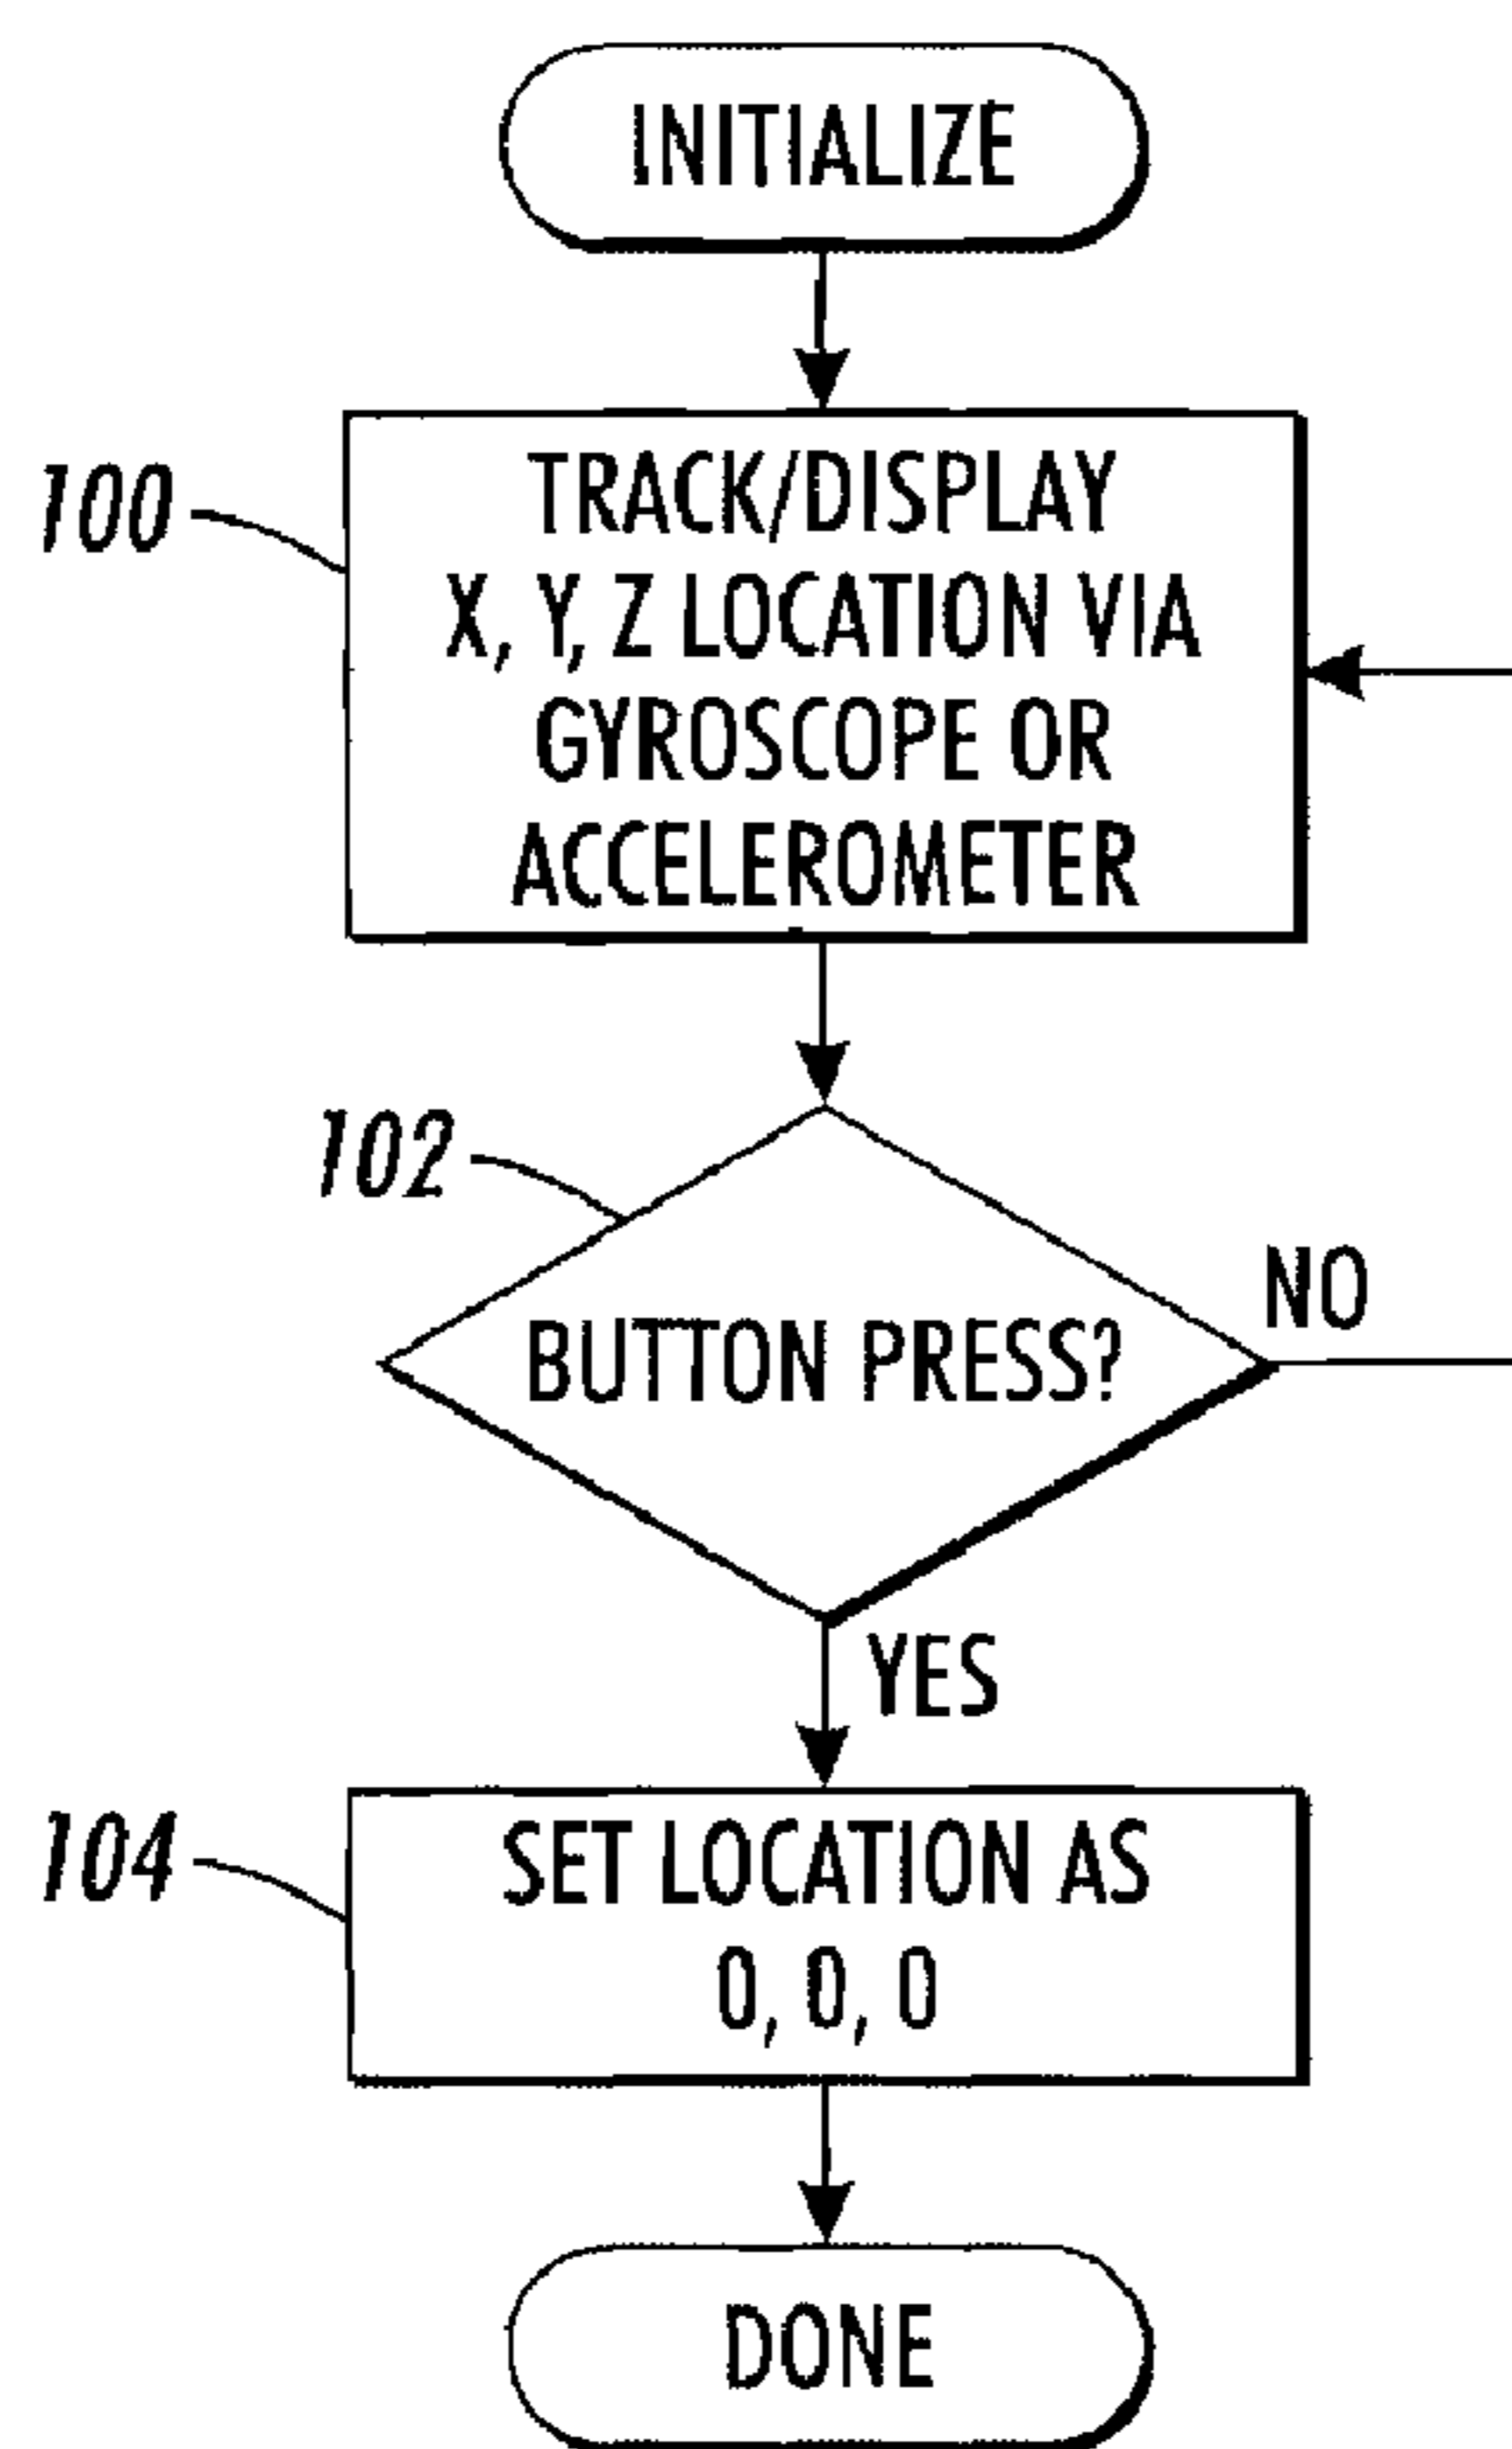 INITIALIZE
100
TRACK/DISPLAY
X, Y, Z LOCATION VIA
GYROSCOPE OR
ACCELEROMETER
102
BUTTON PRESS?
NO
YES
104
SET LOCATION AS
0, 0, 0
DONE